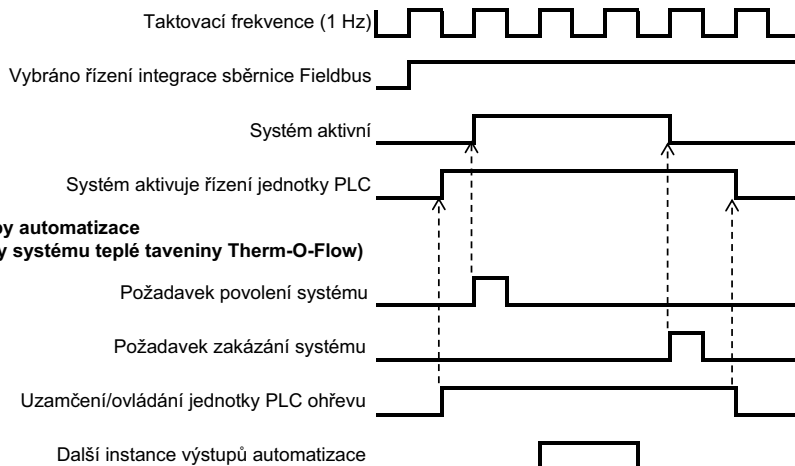 Taktovací frekvence (1 Hz)
Vybráno řízení integrace sběrnice Fieldbus
Systém aktivní
Systém aktivuje řízení jednotky PLC
automatizace
systému teplé taveniny Therm-O-Flow)
Požadavek povolení systému
Požadavek zakázání systému
Uzamčení/ovládání jednotky PLC ohřevu
Další instance výstupů automatizace